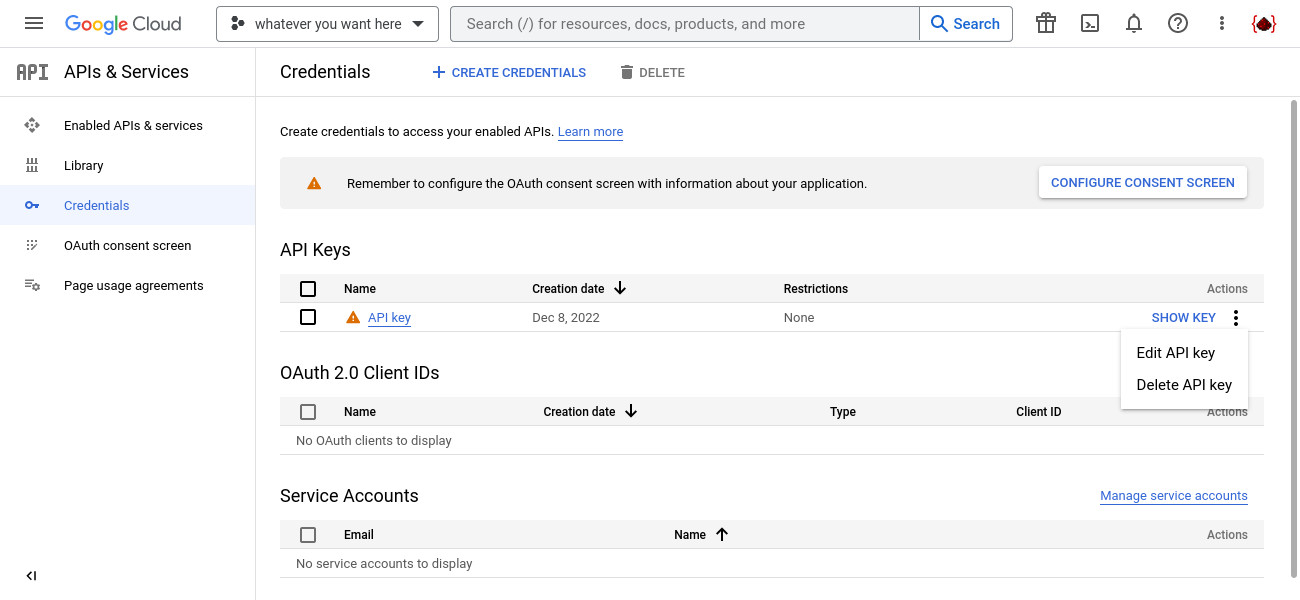 Google Cloud
whatever you want here
Search (/) for resources, docs, products, and more
Search
API
APIs & Services
Credentials
CREATE CREDENTIALS
DELETE
Enabled APIs & services
Library
Credentials
OAuth consent screen
Page usage agreements
Create credentials to access your enabled APIs. Learn more
Remember to configure the OAuth consent screen with information about your application.
CONFIGURE CONSENT SCREEN
API Keys
Name Creation date Restrictions Actions
API key Dec 8, 2022 None SHOW KEY
Edit API key
Delete API key
OAuth 2.0 Client IDs
Name Creation date Type Client ID Actions
No OAuth clients to display
Service Accounts
Manage service accounts
Email Name Actions
No service accounts to display